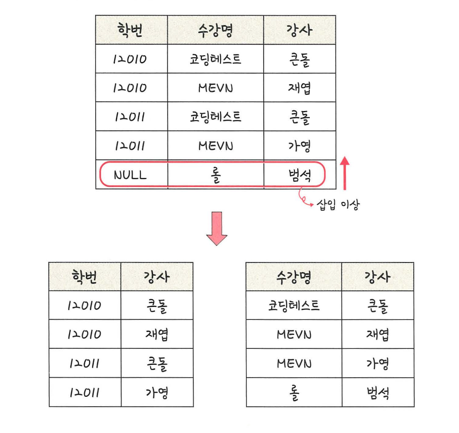 학번 수강명 강사
12010 코딩테스트 큰돌
12010 MEVN 재엽
12011 코딩테스트 큰돌
12011 MEVN 가영
NULL 롤 범석
삽입 이상
학번 강사
12010 큰돌
12010 재엽
12011 큰돌
12011 가영
수강명 강사
코딩테스트 큰돌
MEVN 재엽
MEVN 가영
롤 범석